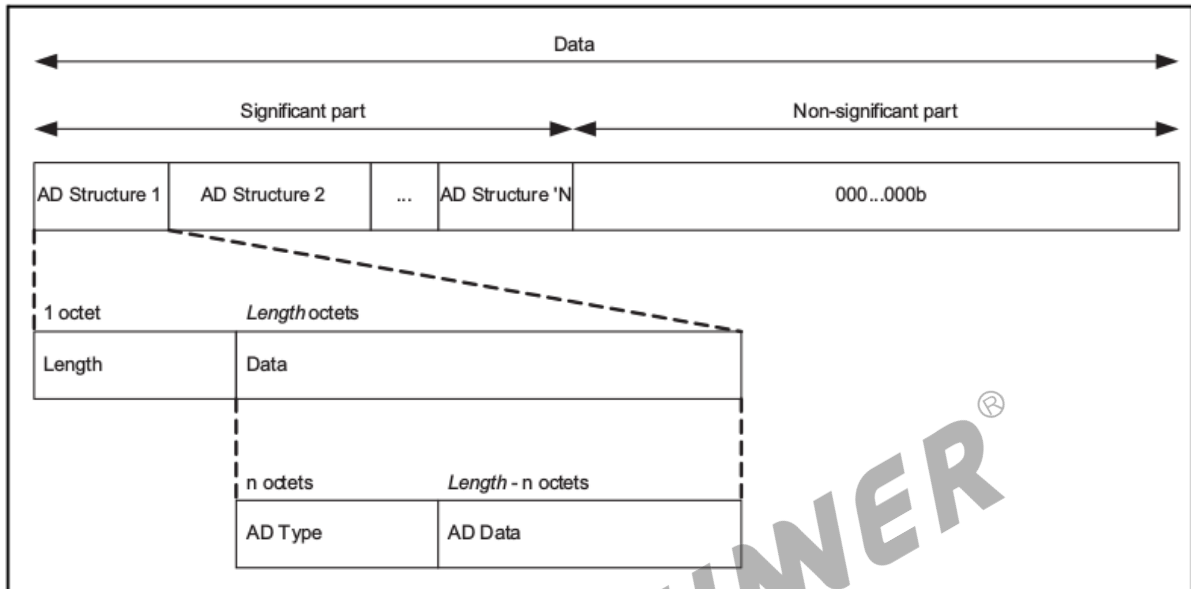 Data
Significant part Non-significant part
AD Structure 1 AD Structure 2 ... AD Structure 'N 000...000b
1 octet Length octets
Length Data
n octets Length - n octets
AD Type AD Data
®